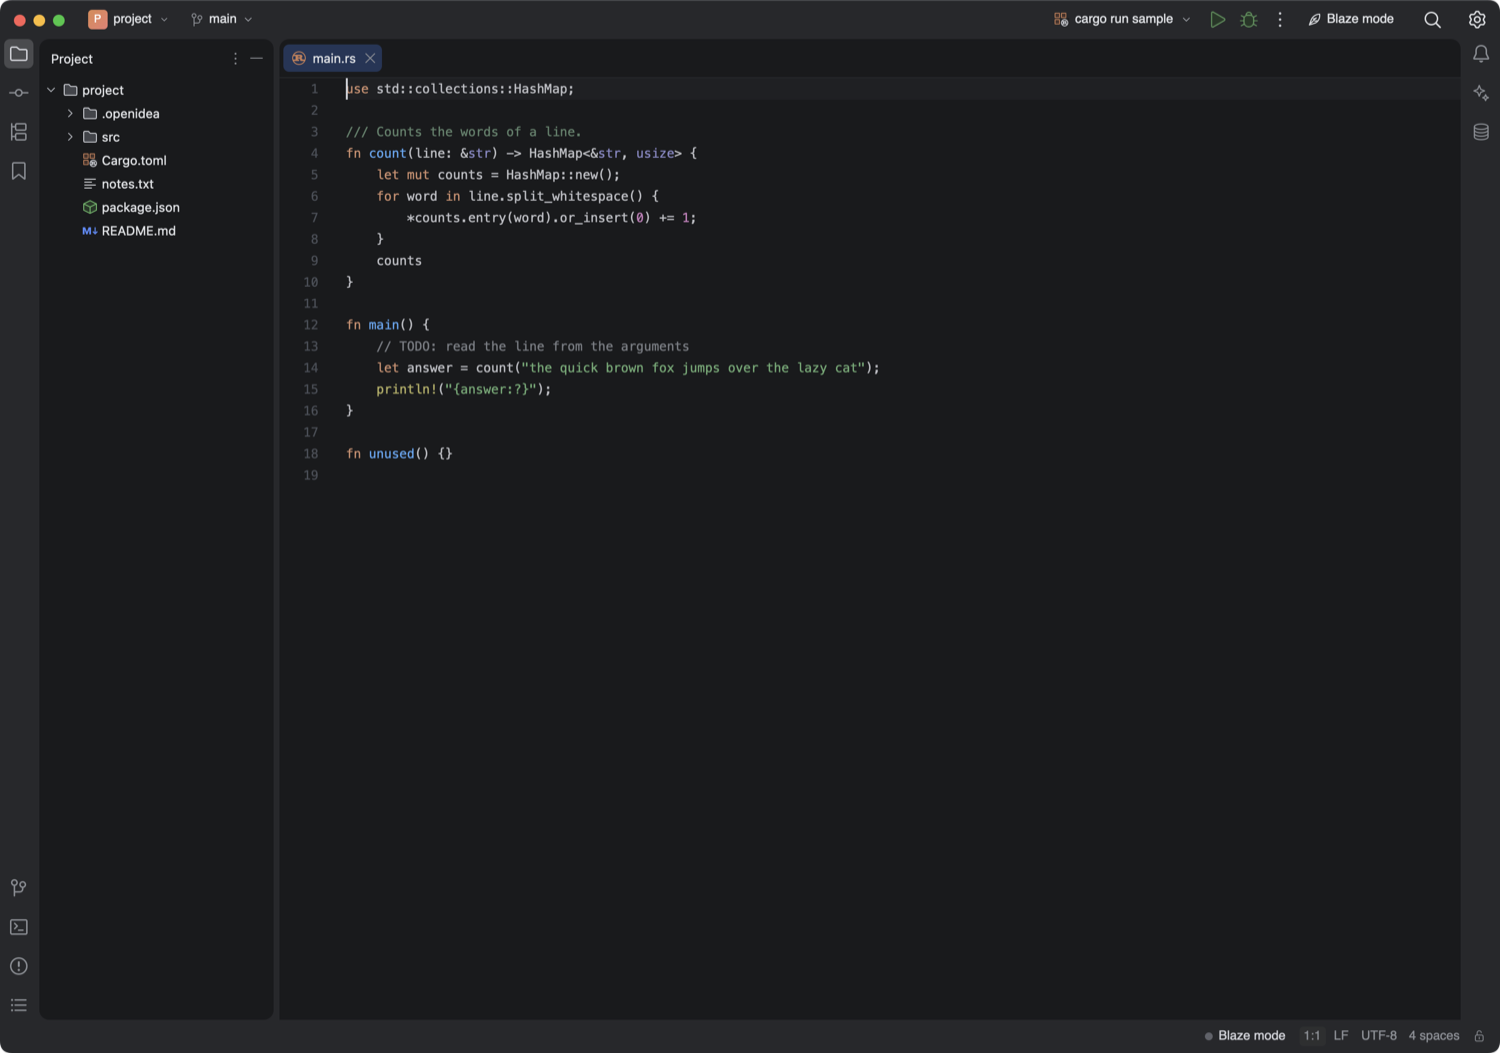 P project main cargo run sample Blaze mode
Project
main.rs
project
.openidea
src
Cargo.toml
notes.txt
package.json
M↓ README.md
1 use std::collections::HashMap;
2
3 /// Counts the words of a line.
4 fn count(line: &str) -> HashMap<&str, usize> {
5     let mut counts = HashMap::new();
6     for word in line.split_whitespace() {
7         *counts.entry(word).or_insert(0) += 1;
8     }
9     counts
10 }
11
12 fn main() {
13     // TODO: read the line from the arguments
14     let answer = count("the quick brown fox jumps over the lazy cat");
15     println!("{answer:?}");
16 }
17
18 fn unused() {}
19
Blaze mode 1:1 LF UTF-8 4 spaces